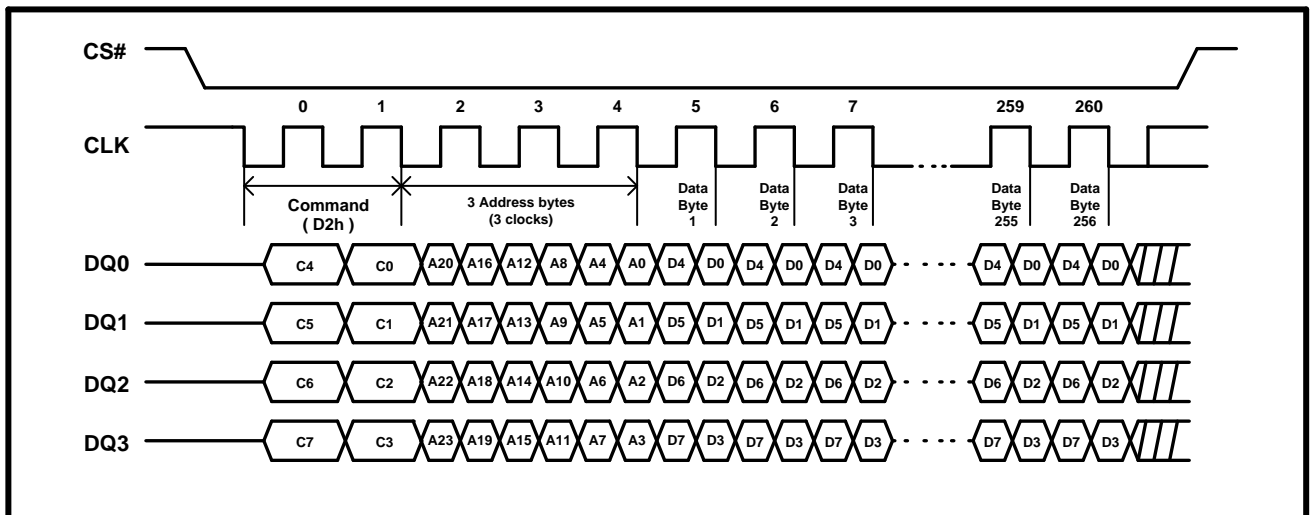 CS#
0 1 2 3 4 5 6 7 259 260
CLK
Command
( D2h )
3 Address bytes
(3 clocks)
Data
Byte
1
Data
Byte
2
Data
Byte
3
Data
Byte
255
Data
Byte
256
DQ0 C4 C0 A20 A16 A12 A8 A4 A0 D4 D0 D4 D0 D4 D0 D4 D0 D4 D0
DQ1 C5 C1 A21 A17 A13 A9 A5 A1 D5 D1 D5 D1 D5 D1 D5 D1 D5 D1
DQ2 C6 C2 A22 A18 A14 A10 A6 A2 D6 D2 D6 D2 D6 D2 D6 D2 D6 D2
DQ3 C7 C3 A23 A19 A15 A11 A7 A3 D7 D3 D7 D3 D7 D3 D7 D3 D7 D3